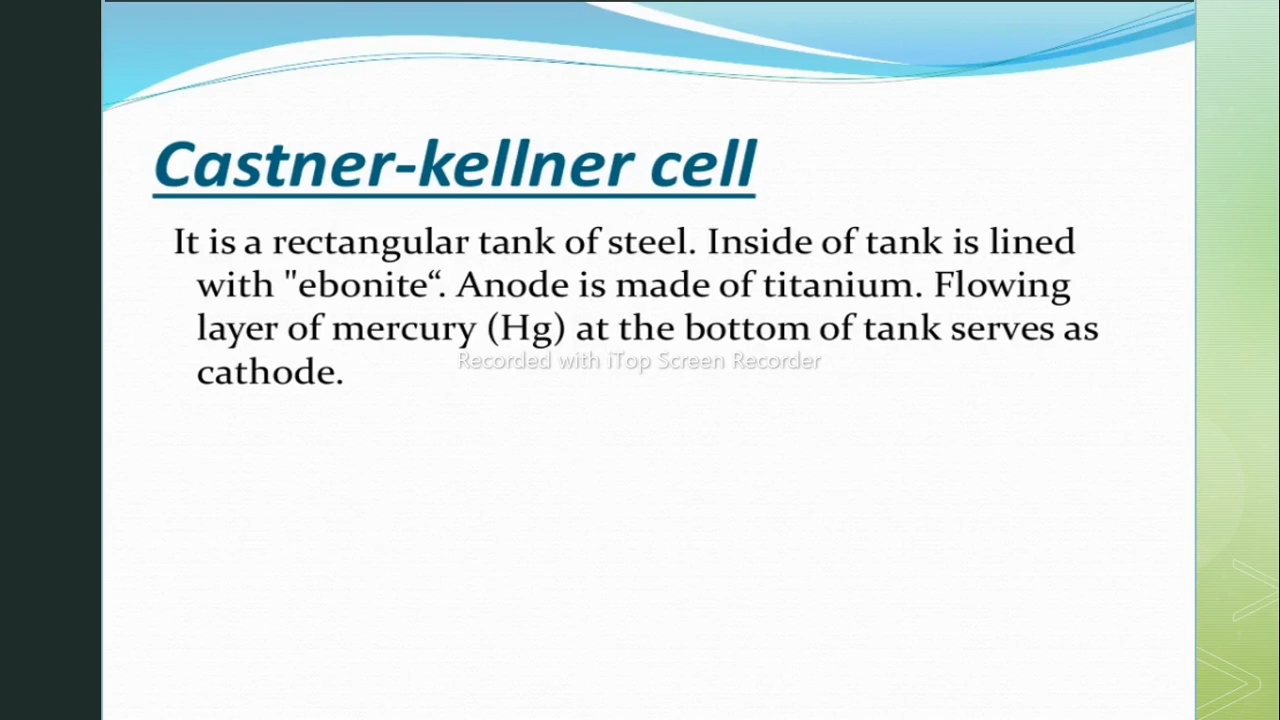 Castner-kellner cell
It is a rectangular tank of steel. Inside of tank is lined
with "ebonite“. Anode is made of titanium. Flowing
layer of mercury (Hg) at the bottom of tank serves as
Recorded with iTop Screen Recorder
cathode.